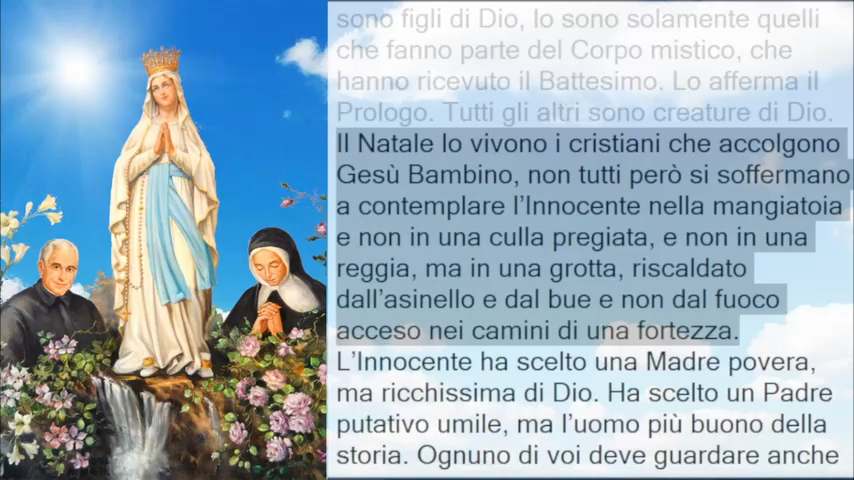 sono figli di Dio, lo sono solamente quelli
che fanno parte del Corpo mistico, che
hanno ricevuto il Battesimo. Lo afferma il
Prologo. Tutti gli altri sono creature di Dio.
Il Natale lo vivono i cristiani che accolgono
Gesù Bambino, non tutti però si soffermano
a contemplare l'Innocente nella mangiatoia
e non in una culla pregiata, e non in una
reggia, ma in una grotta, riscaldato
dall'asinello e dal bue e non dal fuoco
acceso nei camini di una fortezza.
L'Innocente ha scelto una Madre povera,
ma ricchissima di Dio. Ha scelto un Padre
putativo umile, ma l'uomo più buono della
storia. Ognuno di voi deve guardare anche